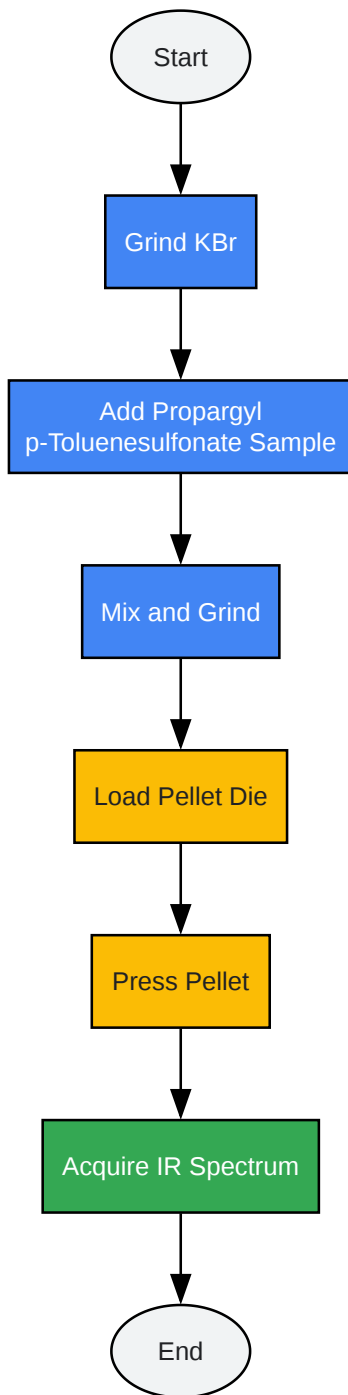 Start
Grind KBr
Add Propargyl
p-Toluenesulfonate Sample
Mix and Grind
Load Pellet Die
Press Pellet
Acquire IR Spectrum
End